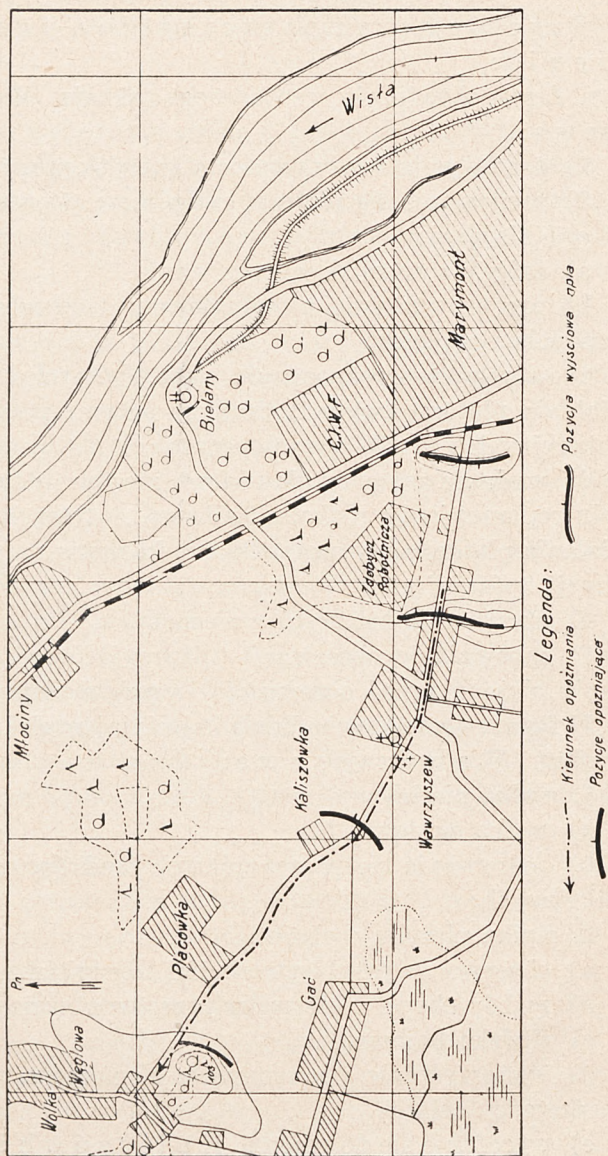 Wisła
Marymont
Bielany
C.I.W.F
Zdobycz
Robotnicza
Młociny
Kaliszówka
Wawrzyszew
Placówka
Pn
Gać
Wólka
Węglowa
Legenda:
Kierunek opóźniania
Pozycja wyjściowa npla
Pozycje opóźniające